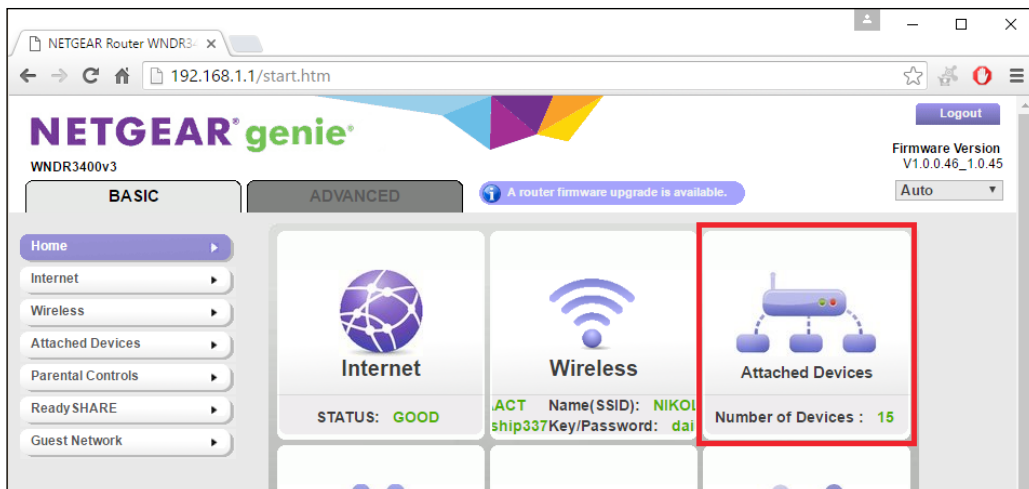 NETGEAR Router WNDR3
192.168.1.1/start.htm
NETGEAR® genie®
Logout
WNDR3400v3
Firmware Version
V1.0.0.46_1.0.45
BASIC
ADVANCED
A router firmware upgrade is available.
Auto
Home
Internet
Wireless
Attached Devices
Parental Controls
ReadySHARE
Guest Network
Internet
STATUS: GOOD
Wireless
ACT Name(SSID): NIKOL
ship337Key/Password: dai
Attached Devices
Number of Devices : 15